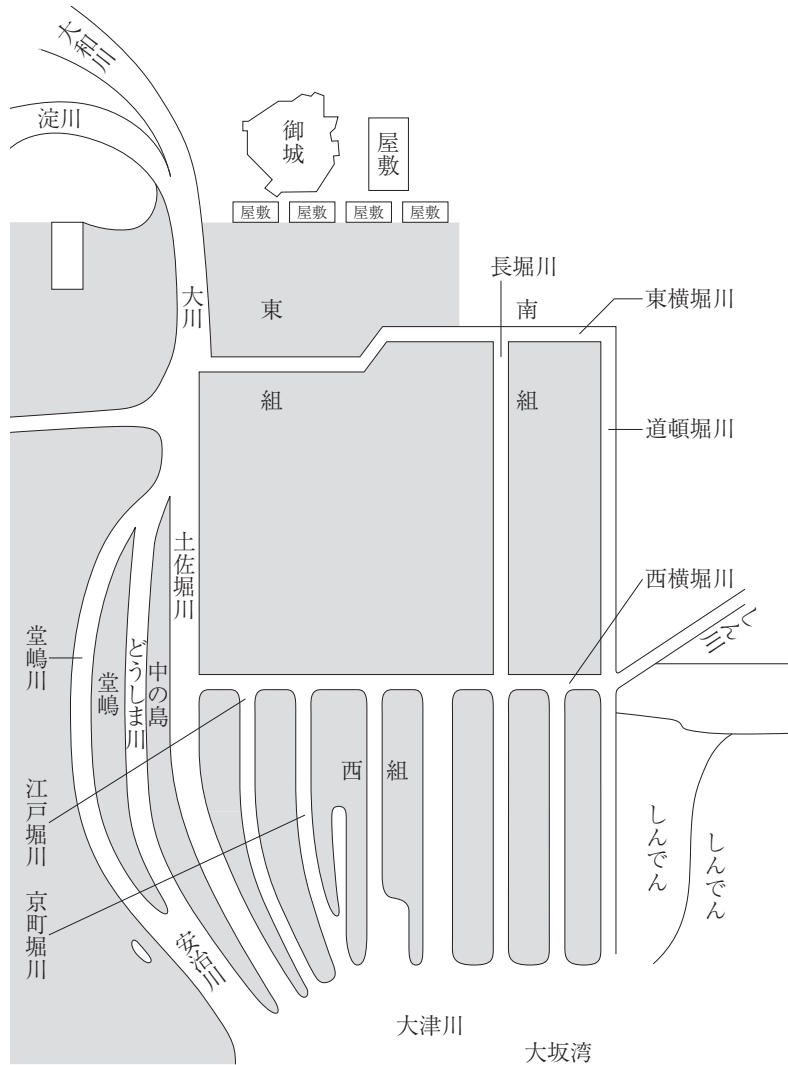 大和川
淀川
御城
屋敷
屋敷
屋敷
屋敷
屋敷
大川
東
組
長堀川
南
組
東横堀川
道頓堀川
西横堀川
しん川
土佐堀川
堂嶋川
堂嶋
どうしま川
中の島
江戸堀川
京町堀川
西組
しんでん
しんでん
安治川
大津川
大坂湾